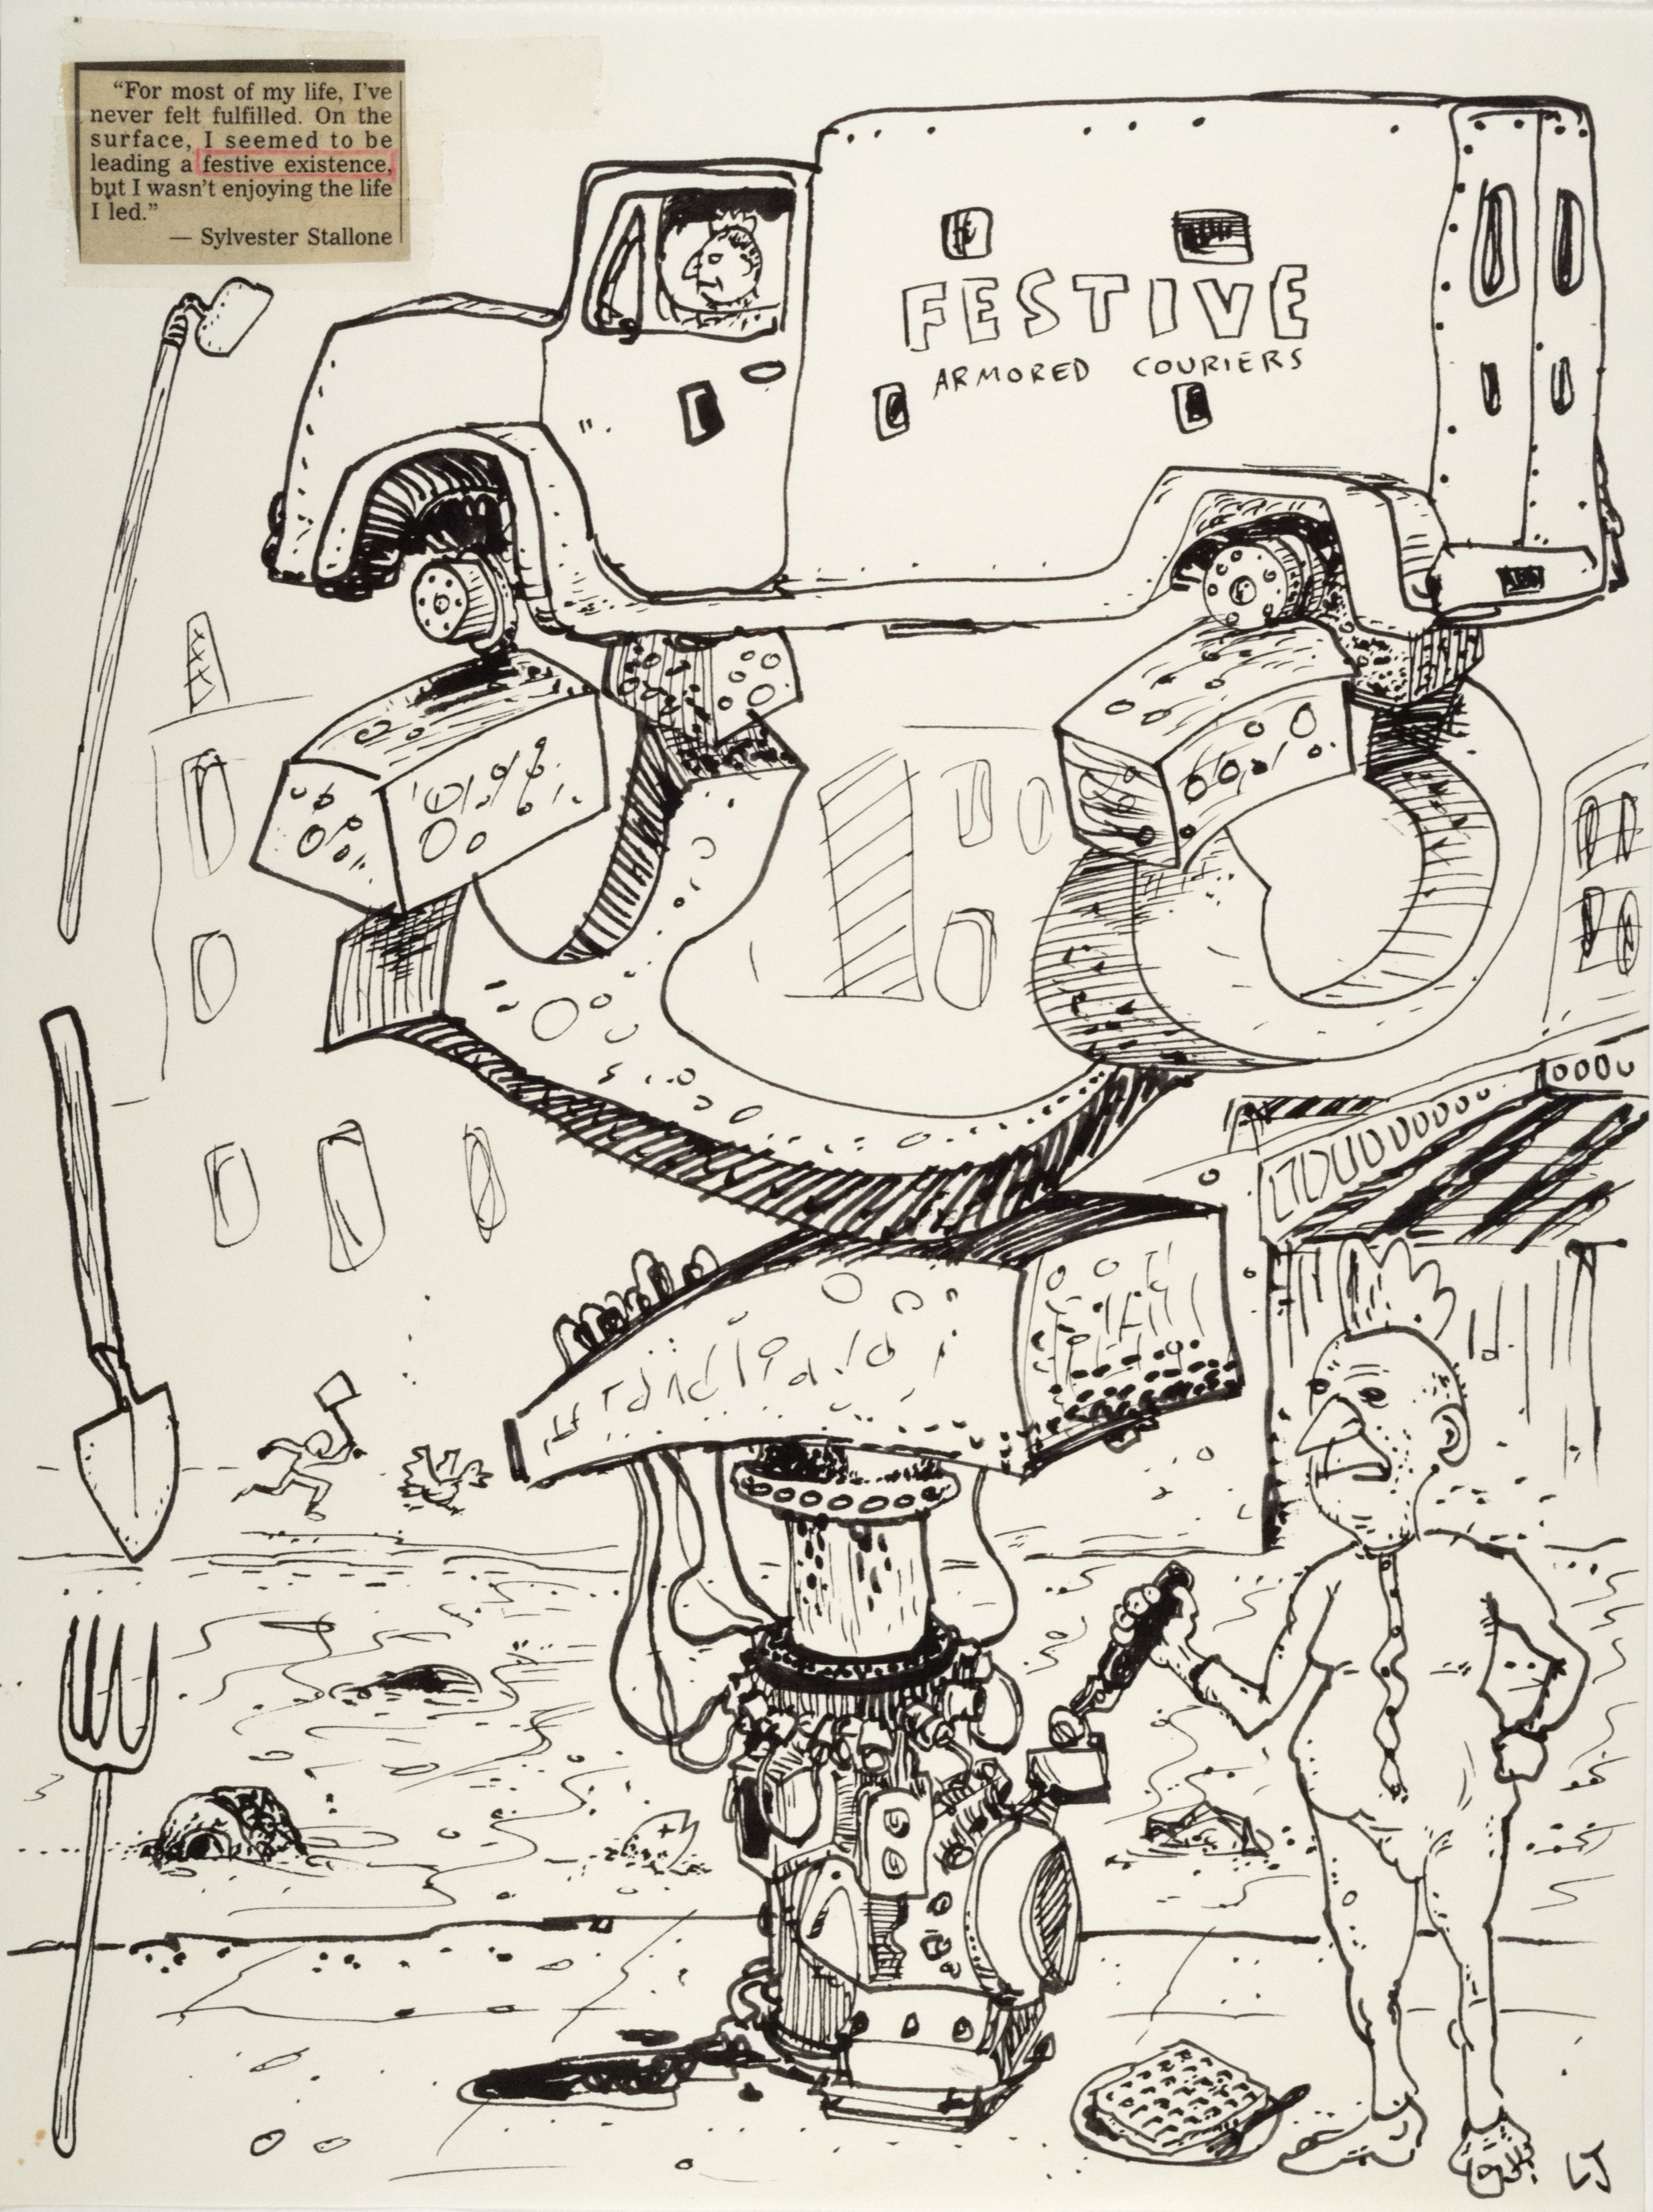 “For most of my life, I’ve
never felt fulfilled. On the
surface, I seemed to be
leading a festive existence,
but I wasn’t enjoying the life
I led.”
— Sylvester Stallone
FESTIVE
ARMORED COURIERS
LJ